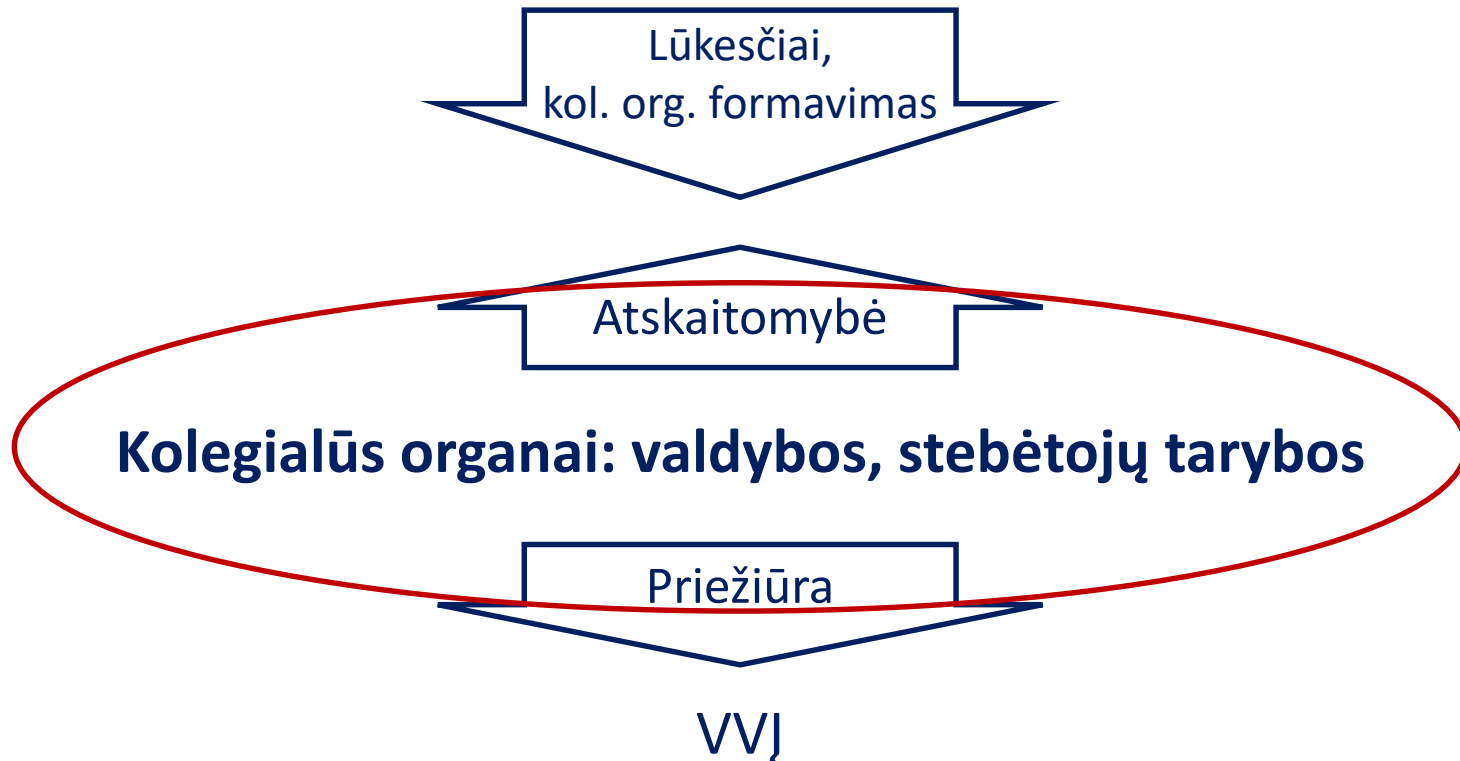 Lūkesčiai,
kol. org. formavimas
Atskaitomybė
Kolegialūs organai: valdybos, stebėtojų tarybos
Priežiūra
VVĮ